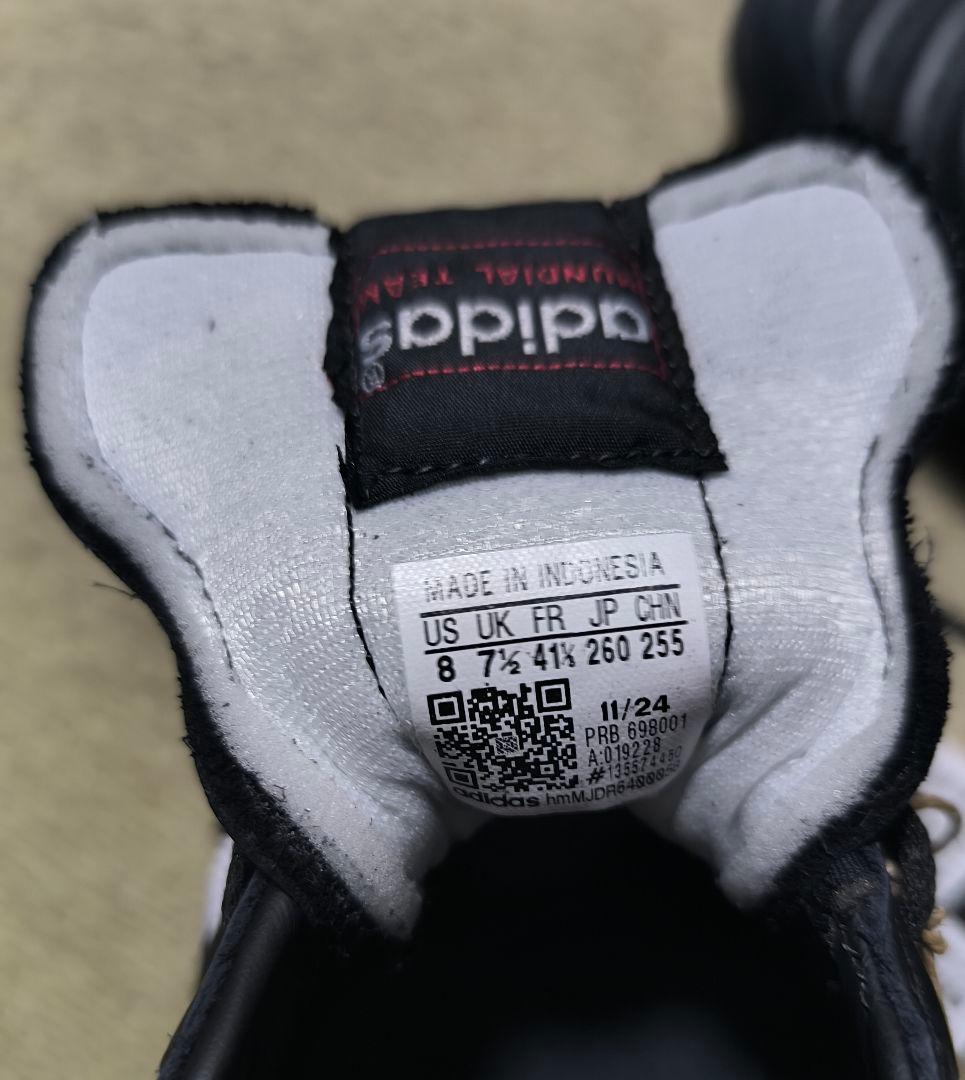 MUNDIAL TEAM
adidas
MADE IN INDONESIA
US UK FR JP CHN
8 7½ 41⅓ 260 255
11/24
PRB 698001
A:019228
adidas